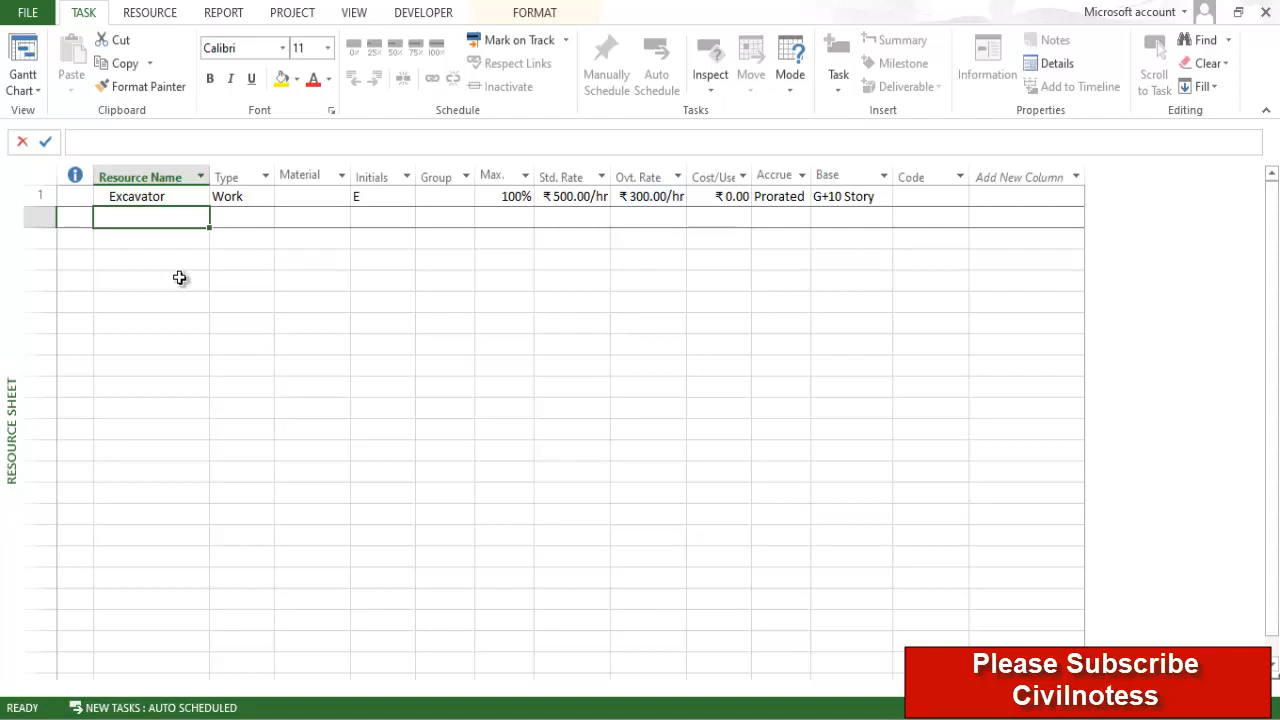 FILE TASK RESOURCE REPORT PROJECT VIEW DEVELOPER FORMAT Microsoft account
Gantt Chart
View
Paste
Cut
Copy
Format Painter
Clipboard
Calibri 11
B I U A
Font
0% 25% 50% 75% 100%
Mark on Track
Respect Links
Inactivate
Schedule
Manually Schedule
Auto Schedule
Inspect
Move
Mode
Tasks
Task
Summary
Milestone
Deliverable
Insert
Information
Notes
Details
Add to Timeline
Properties
Scroll to Task
Find
Clear
Fill
Editing
Resource Name Type Material Initials Group Max. Std. Rate Ovt. Rate Cost/Use Accrue Base Code Add New Column
1 Excavator Work E 100% ₹ 500.00/hr ₹ 300.00/hr ₹ 0.00 Prorated G+10 Story
RESOURCE SHEET
Please Subscribe
Civilnotess
READY NEW TASKS : AUTO SCHEDULED